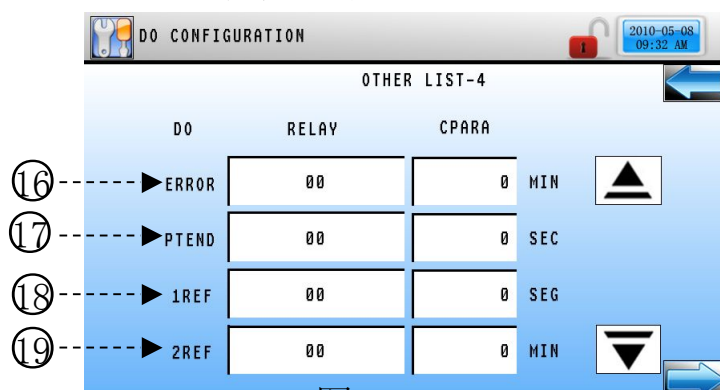 DO CONFIGURATION
2010-05-08
09:32 AM
OTHER LIST-4
DO RELAY CPARA
⑯ ERROR 00 0 MIN
⑰ PTEND 00 0 SEC
⑱ 1REF 00 0 SEG
⑲ 2REF 00 0 MIN